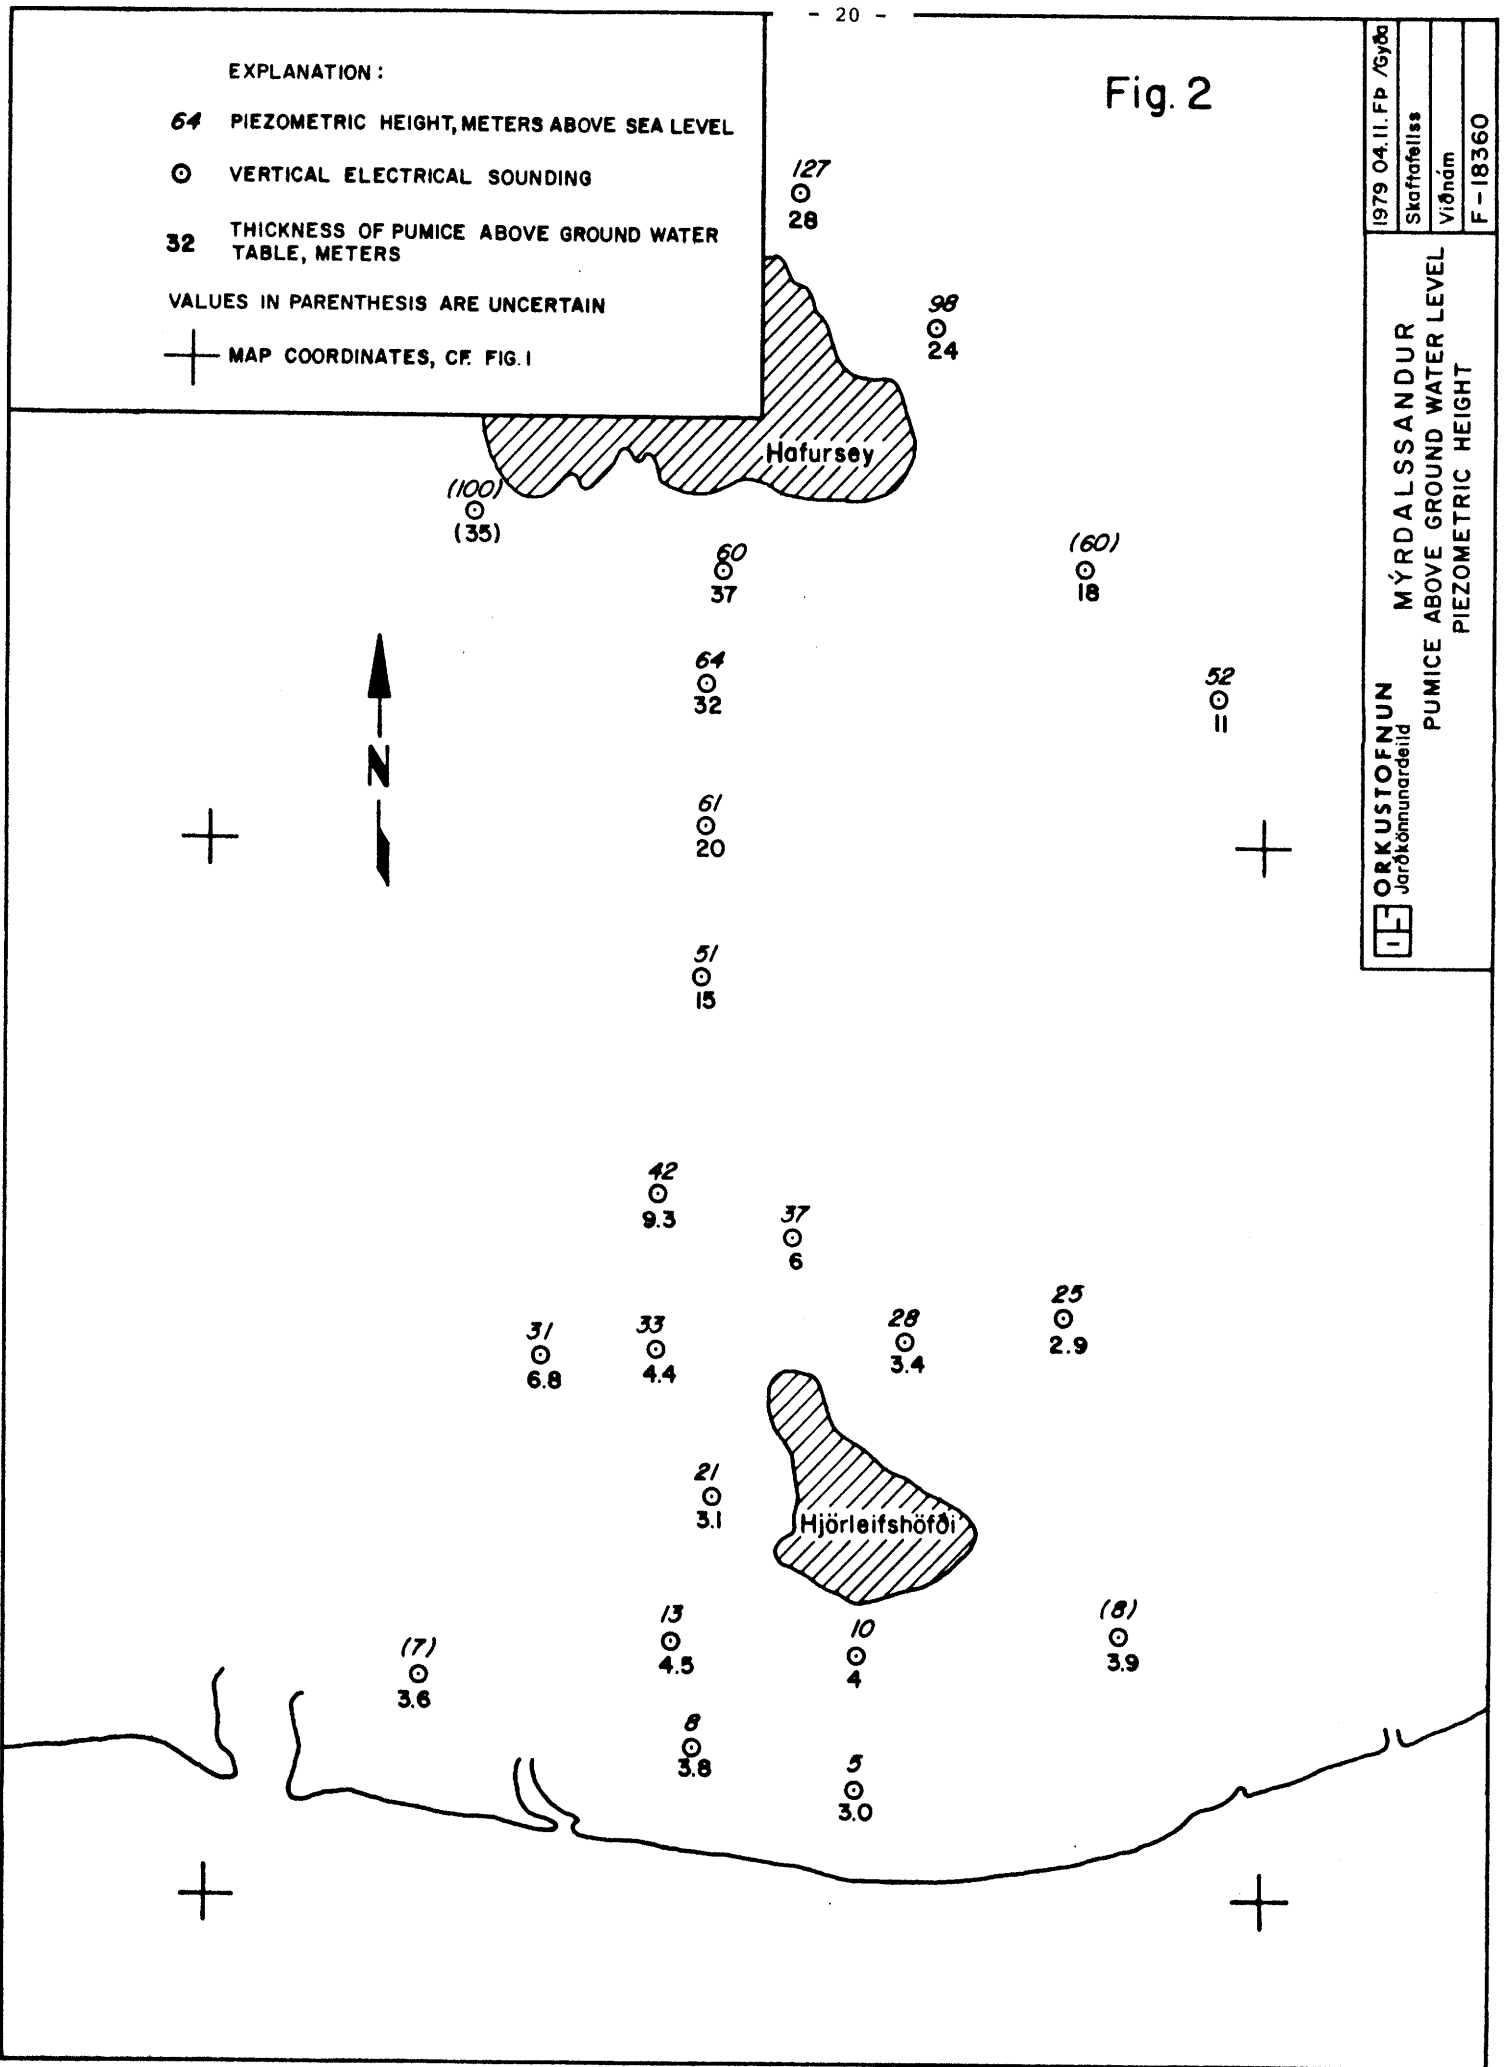 - 20 -
EXPLANATION:
64 PIEZOMETRIC HEIGHT, METERS ABOVE SEA LEVEL
VERTICAL ELECTRICAL SOUNDING
32 THICKNESS OF PUMICE ABOVE GROUND WATER
TABLE, METERS
VALUES IN PARENTHESIS ARE UNCERTAIN
MAP COORDINATES, CF. FIG. 1
Fig. 2
1979 04.11. FÞ /Gyða
Skaftafellss
Viðnám
F-18360
ORKUSTOFNUN
Jarðkönnunardeild
MÝRDALSSANDUR
PUMICE ABOVE GROUND WATER LEVEL
PIEZOMETRIC HEIGHT
127
28
98
24
Hafursey
(100)
(35)
60
37
(60)
18
64
32
52
11
N
61
20
51
15
42
9.3
37
6
25
2.9
28
3.4
31
6.8
33
4.4
21
3.1
Hjörleifshöfði
13
4.5
10
4
(8)
3.9
(7)
3.6
8
3.8
5
3.0